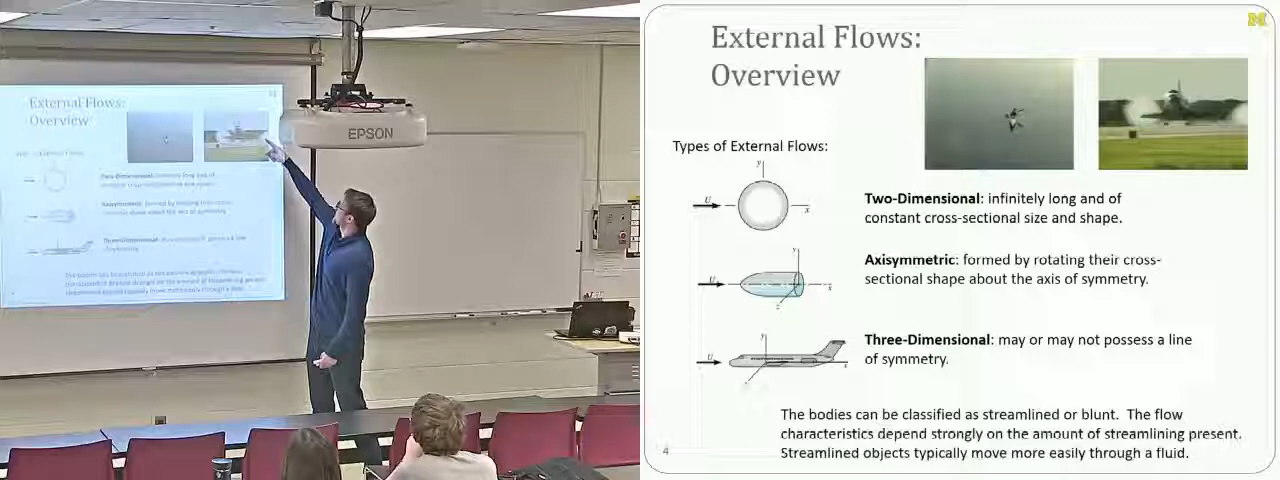 External Flows:
Overview
EPSON
M
External Flows:
Overview
Types of External Flows:
y
U
x
Two-Dimensional: infinitely long and of
constant cross-sectional size and shape.
y
U
x
z
Axisymmetric: formed by rotating their cross-
sectional shape about the axis of symmetry.
y
U
x
z
Three-Dimensional: may or may not possess a line
of symmetry.
The bodies can be classified as streamlined or blunt. The flow
characteristics depend strongly on the amount of streamlining present.
Streamlined objects typically move more easily through a fluid.
4